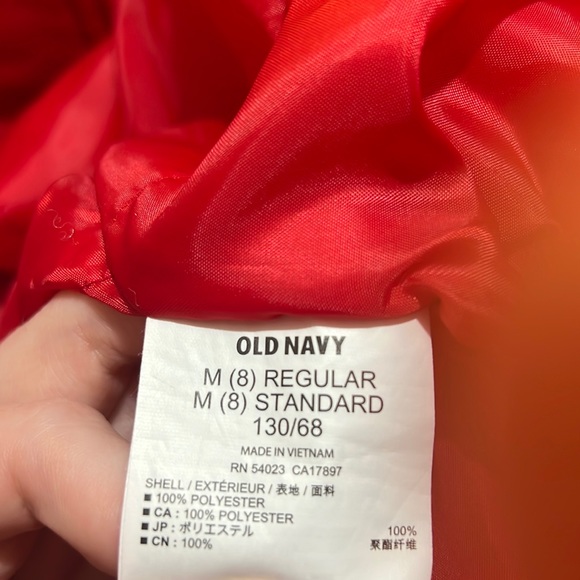 OLD NAVY
M (8) REGULAR
M (8) STANDARD
130/68
MADE IN VIETNAM
RN 54023 CA17897
SHELL / EXTÉRIEUR / 表地 / 面料
■ 100% POLYESTER
■ CA : 100% POLYESTER
■ JP : ポリエステル 100%
■ CN : 100% 聚酯纤维